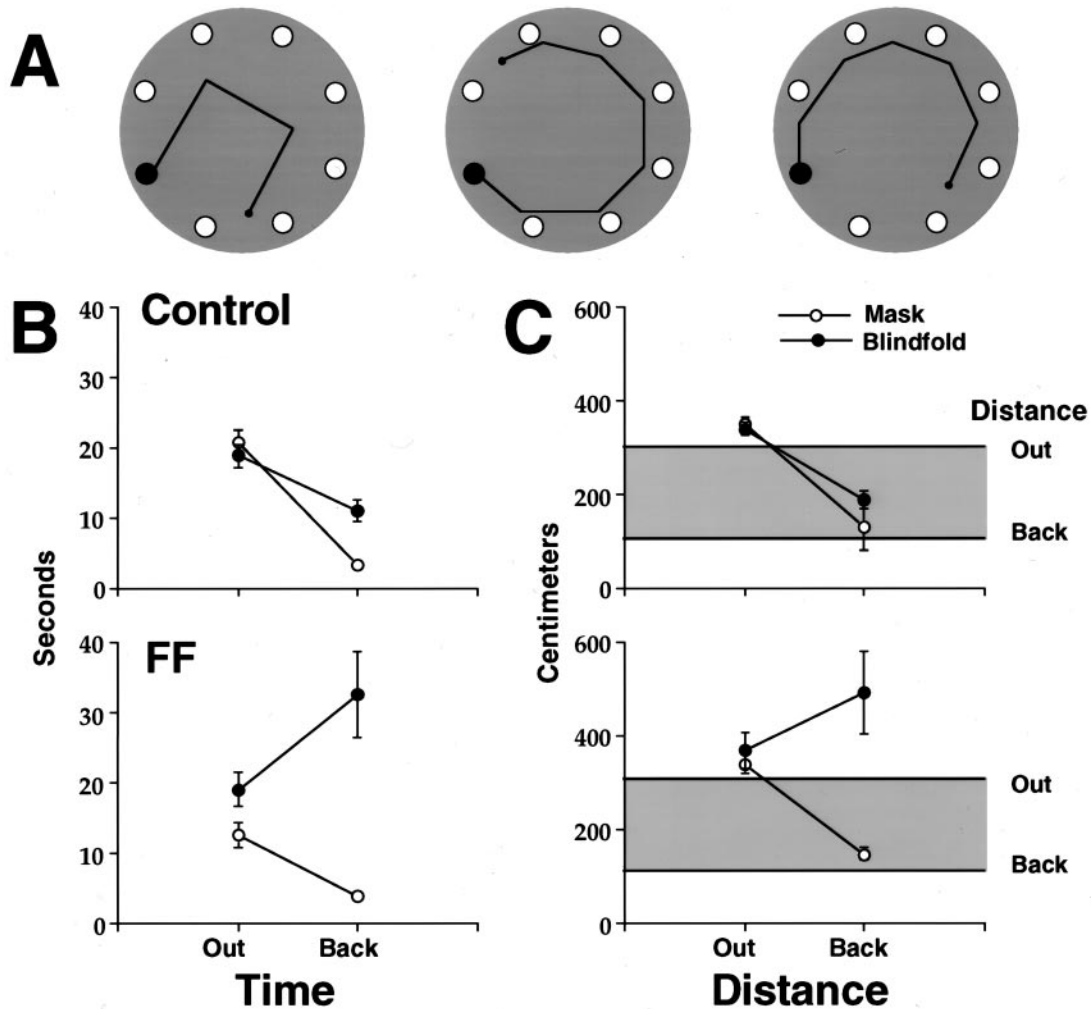 A
B
Control
40
30
20
10
0
Seconds
FF
40
30
20
10
0
Out Back
Time
C
Mask
Blindfold
600
400
200
0
Distance
Out
Back
Centimeters
600
400
200
0
Out
Back
Out Back
Distance